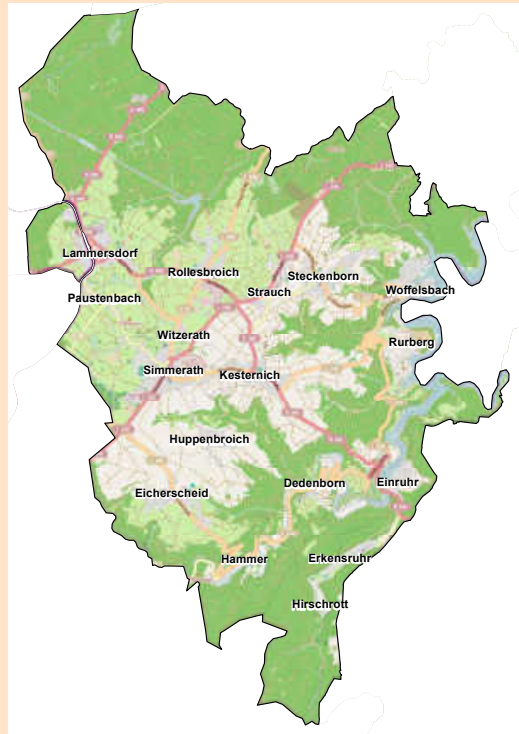 Lammersdorf
Rollesbroich
Steckenborn
Strauch
Woffelsbach
Paustenbach
Witzerath
Rurberg
Simmerath
Kesternich
Huppenbroich
Dedenborn
Einruhr
Eicherscheid
Hammer
Erkensruhr
Hirschrott